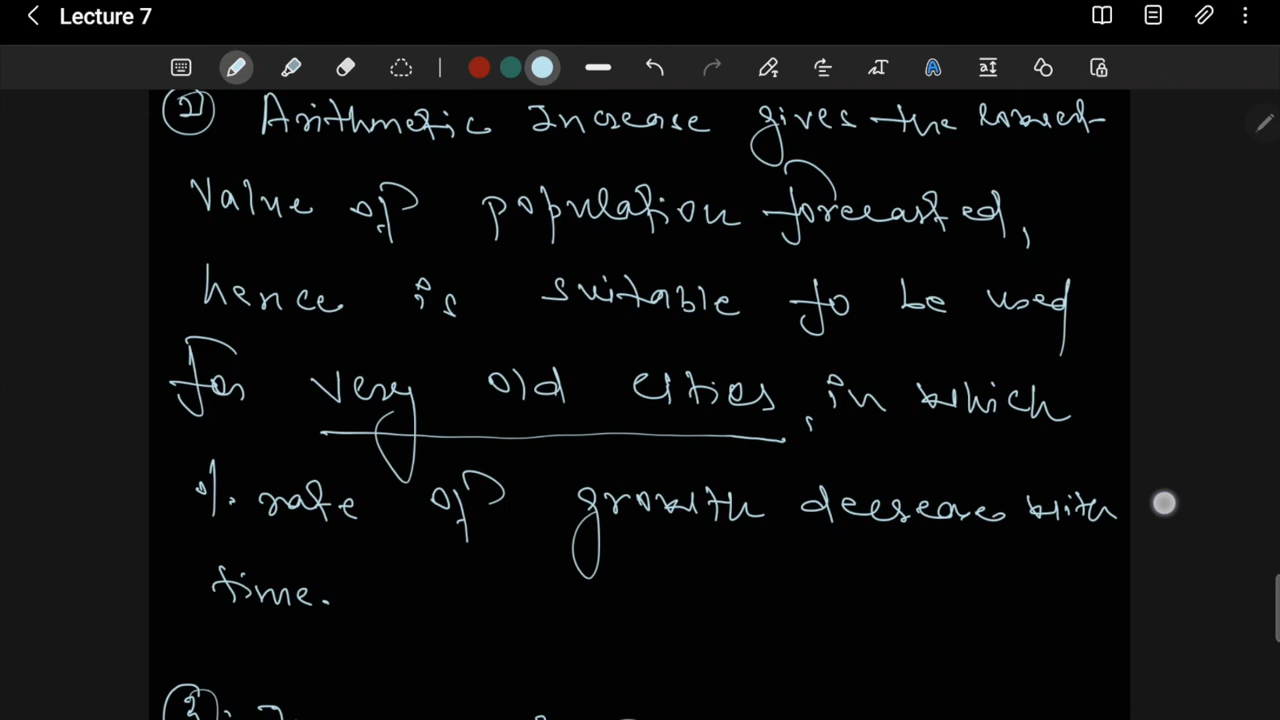 Lecture 7
② Arithmetic Increase gives the lowest
Value of population forecasted,
hence is suitable to be used
for very old cities, in which
%. rate of growth decrease with
time.